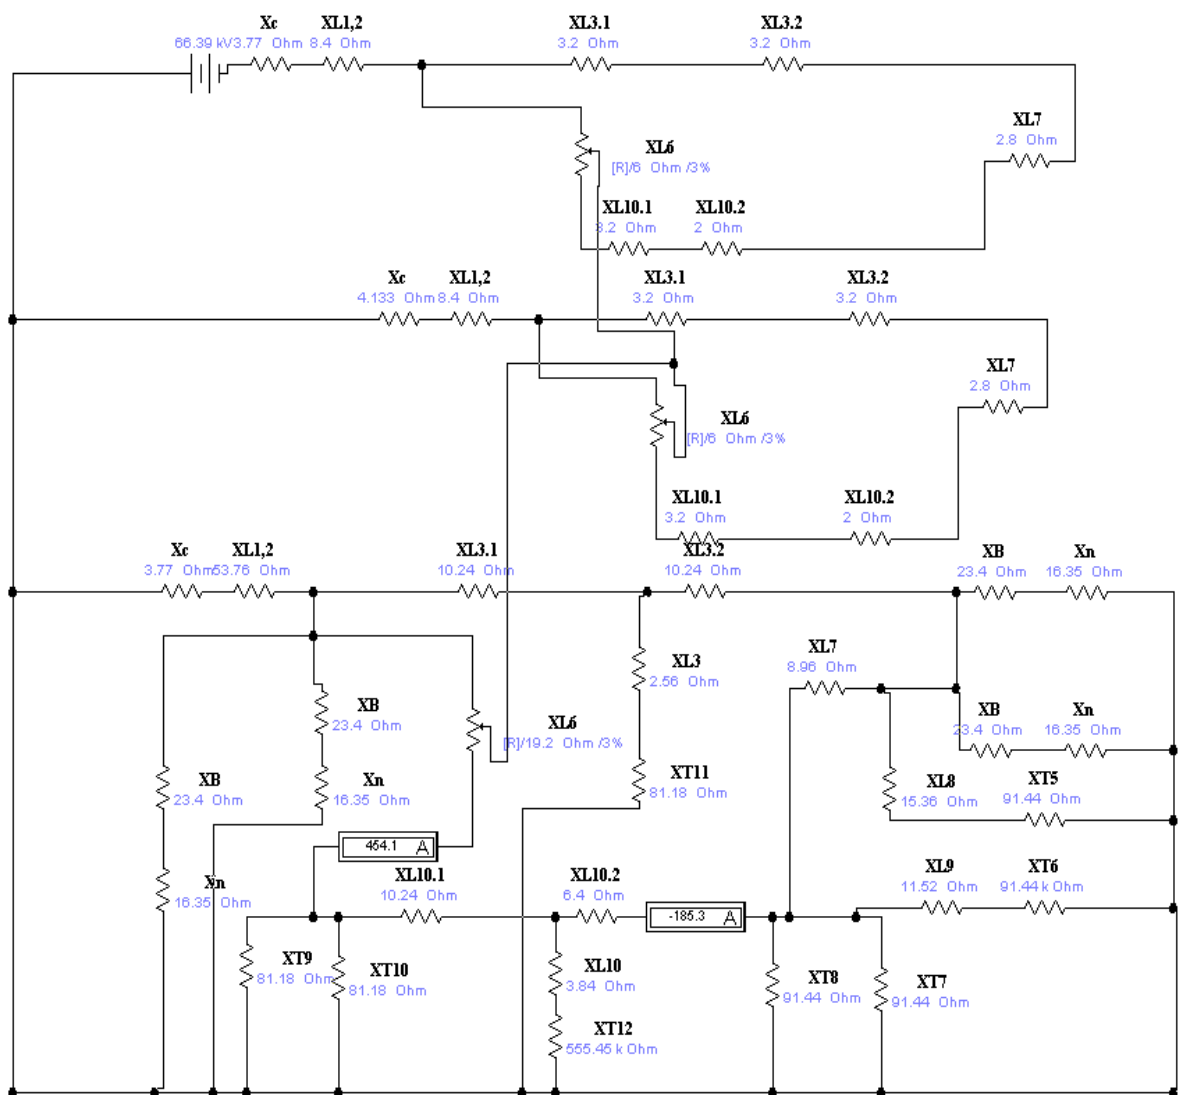 Xc XL1,2 XL3.1 XL3.2
66.39 kV 3.77 Ohm 8.4 Ohm 3.2 Ohm 3.2 Ohm
XL7
2.8 Ohm
XL6
[R]/6 Ohm /3%
XL10.1 XL10.2
3.2 Ohm 2 Ohm
Xc XL1,2 XL3.1 XL3.2
4.133 Ohm 8.4 Ohm 3.2 Ohm 3.2 Ohm
XL7
2.8 Ohm
XL6
[R]/6 Ohm /3%
XL10.1 XL10.2
3.2 Ohm 2 Ohm
Xc XL1,2 XL3.1 XL3.2 XB Xn
3.77 Ohm 53.76 Ohm 10.24 Ohm 10.24 Ohm 23.4 Ohm 16.35 Ohm
XL7
8.96 Ohm
XL3
2.56 Ohm
XB
23.4 Ohm
XL6
[R]/19.2 Ohm /3%
XB Xn
23.4 Ohm 16.35 Ohm
XB Xn XT11
23.4 Ohm 16.35 Ohm 81.18 Ohm
XL8 XT5
15.36 Ohm 91.44 Ohm
454.1 A
Xn XL10.1 XL10.2 XL9 XT6
16.35 Ohm 10.24 Ohm 6.4 Ohm 11.52 Ohm 91.44 k Ohm
-185.3 A
XT9 XT10 XL10 XT8 XT7
81.18 Ohm 81.18 Ohm 3.84 Ohm 91.44 Ohm 91.44 Ohm
XT12
555.45 k Ohm